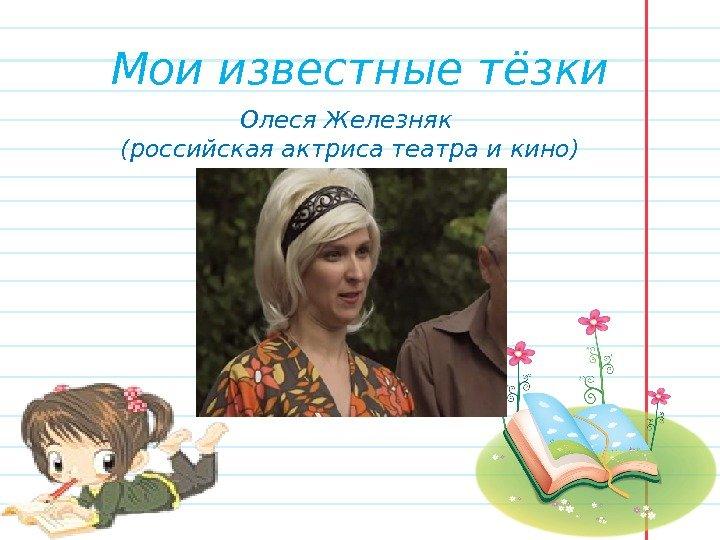 Мои известные тёзки
Олеся Железняк
(российская актриса театра и кино)